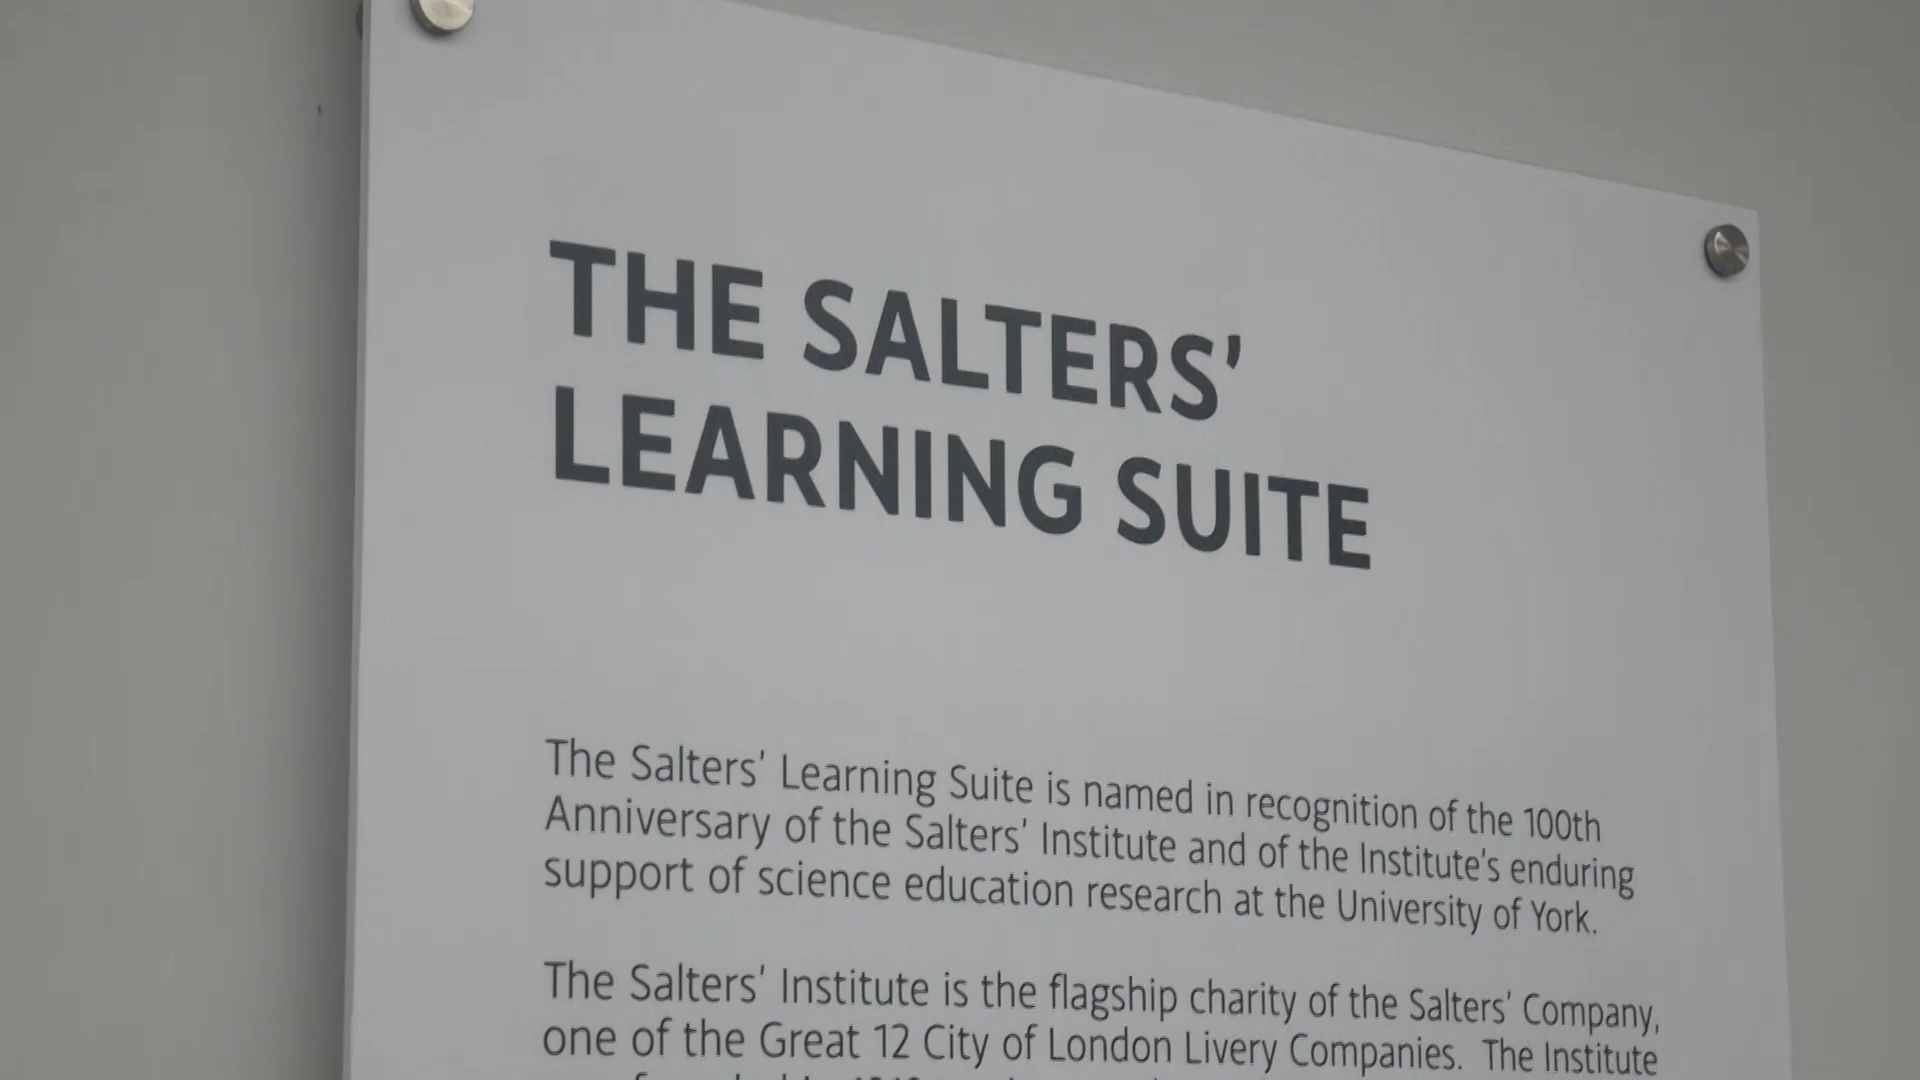 THE SALTERS’
LEARNING SUITE
The Salters' Learning Suite is named in recognition of the 100th
Anniversary of the Salters' Institute and of the Institute's enduring
support of science education research at the University of York.
The Salters' Institute is the flagship charity of the Salters' Company,
one of the Great 12 City of London Livery Companies. The Institute